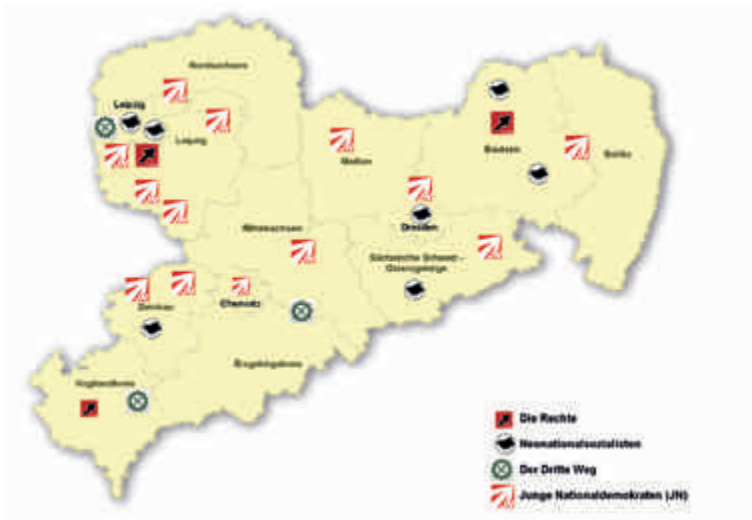 Nordsachsen
Leipzig
Leipzig
Meißen
Bautzen
Görlitz
Dresden
Mittelsachsen
Sächsische Schweiz -
Osterzgebirge
Chemnitz
Zwickau
Erzgebirgskreis
Vogtlandkreis
Die Rechte
Neonationalsozialisten
Der Dritte Weg
Junge Nationaldemokraten (JN)